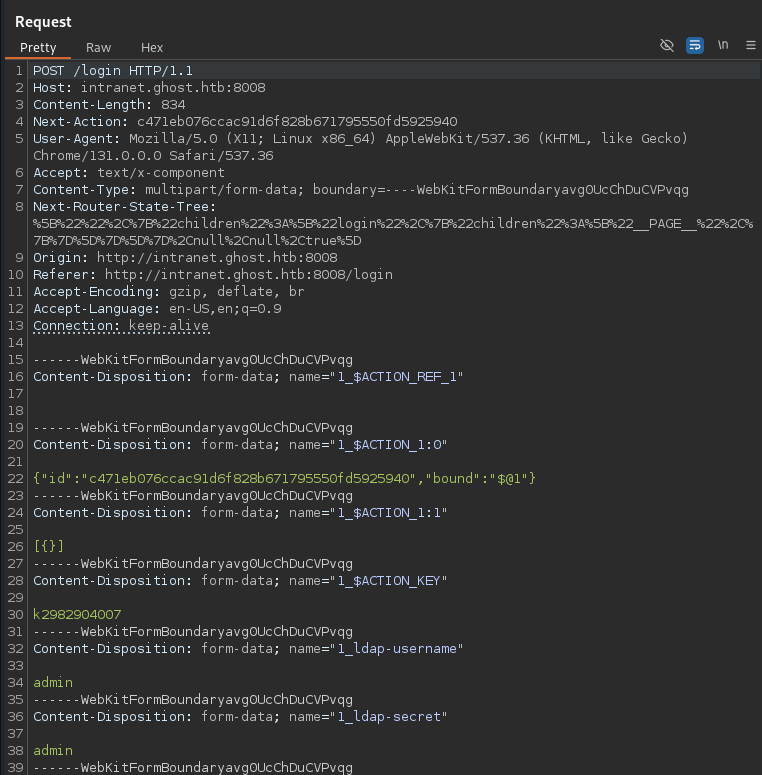 Request
Pretty Raw Hex
\n
1 POST /login HTTP/1.1
2 Host: intranet.ghost.htb:8008
3 Content-Length: 834
4 Next-Action: c471eb076ccac91d6f828b671795550fd5925940
5 User-Agent: Mozilla/5.0 (X11; Linux x86_64) AppleWebKit/537.36 (KHTML, like Gecko)
Chrome/131.0.0.0 Safari/537.36
6 Accept: text/x-component
7 Content-Type: multipart/form-data; boundary=----WebKitFormBoundaryavg0UcChDuCVPvqg
8 Next-Router-State-Tree:
%5B%22%22%2C%7B%22children%22%3A%5B%22login%22%2C%7B%22children%22%3A%5B%22__PAGE__%22%2C%
7B%7D%5D%7D%5D%7D%2Cnull%2Cnull%2Ctrue%5D
9 Origin: http://intranet.ghost.htb:8008
10 Referer: http://intranet.ghost.htb:8008/login
11 Accept-Encoding: gzip, deflate, br
12 Accept-Language: en-US,en;q=0.9
13 Connection: keep-alive
14
15 ------WebKitFormBoundaryavg0UcChDuCVPvqg
16 Content-Disposition: form-data; name="1_$ACTION_REF_1"
17
18
19 ------WebKitFormBoundaryavg0UcChDuCVPvqg
20 Content-Disposition: form-data; name="1_$ACTION_1:0"
21
22 {"id":"c471eb076ccac91d6f828b671795550fd5925940","bound":"$@1"}
23 ------WebKitFormBoundaryavg0UcChDuCVPvqg
24 Content-Disposition: form-data; name="1_$ACTION_1:1"
25
26 [{}]
27 ------WebKitFormBoundaryavg0UcChDuCVPvqg
28 Content-Disposition: form-data; name="1_$ACTION_KEY"
29
30 k2982904007
31 ------WebKitFormBoundaryavg0UcChDuCVPvqg
32 Content-Disposition: form-data; name="1_ldap-username"
33
34 admin
35 ------WebKitFormBoundaryavg0UcChDuCVPvqg
36 Content-Disposition: form-data; name="1_ldap-secret"
37
38 admin
39 ------WebKitFormBoundaryavg0UcChDuCVPvqg